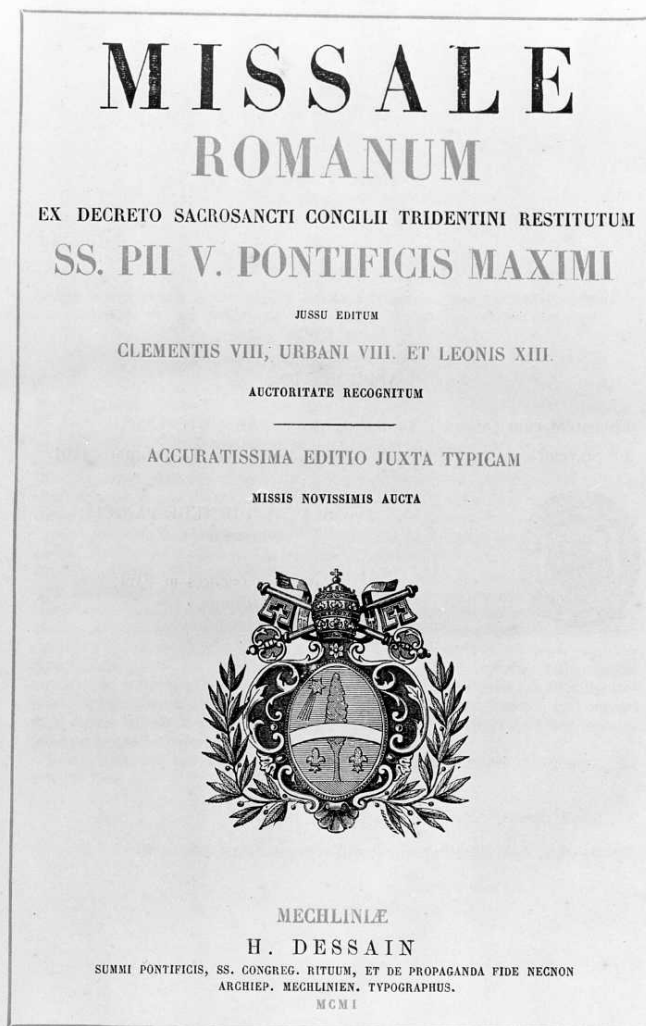 MISSALE
ROMANUM
EX DECRETO SACROSANCTI CONCILII TRIDENTINI RESTITUTUM
SS. PII V. PONTIFICIS MAXIMI
JUSSU EDITUM
CLEMENTIS VIII, URBANI VIII. ET LEONIS XIII.
AUCTORITATE RECOGNITUM
ACCURATISSIMA EDITIO JUXTA TYPICAM
MISSIS NOVISSIMIS AUCTA
MECHLINIÆ
H. DESSAIN
SUMMI PONTIFICIS, SS. CONGREG. RITUUM, ET DE PROPAGANDA FIDE NECNON
ARCHIEP. MECHLINIEN. TYPOGRAPHUS.
MCMI